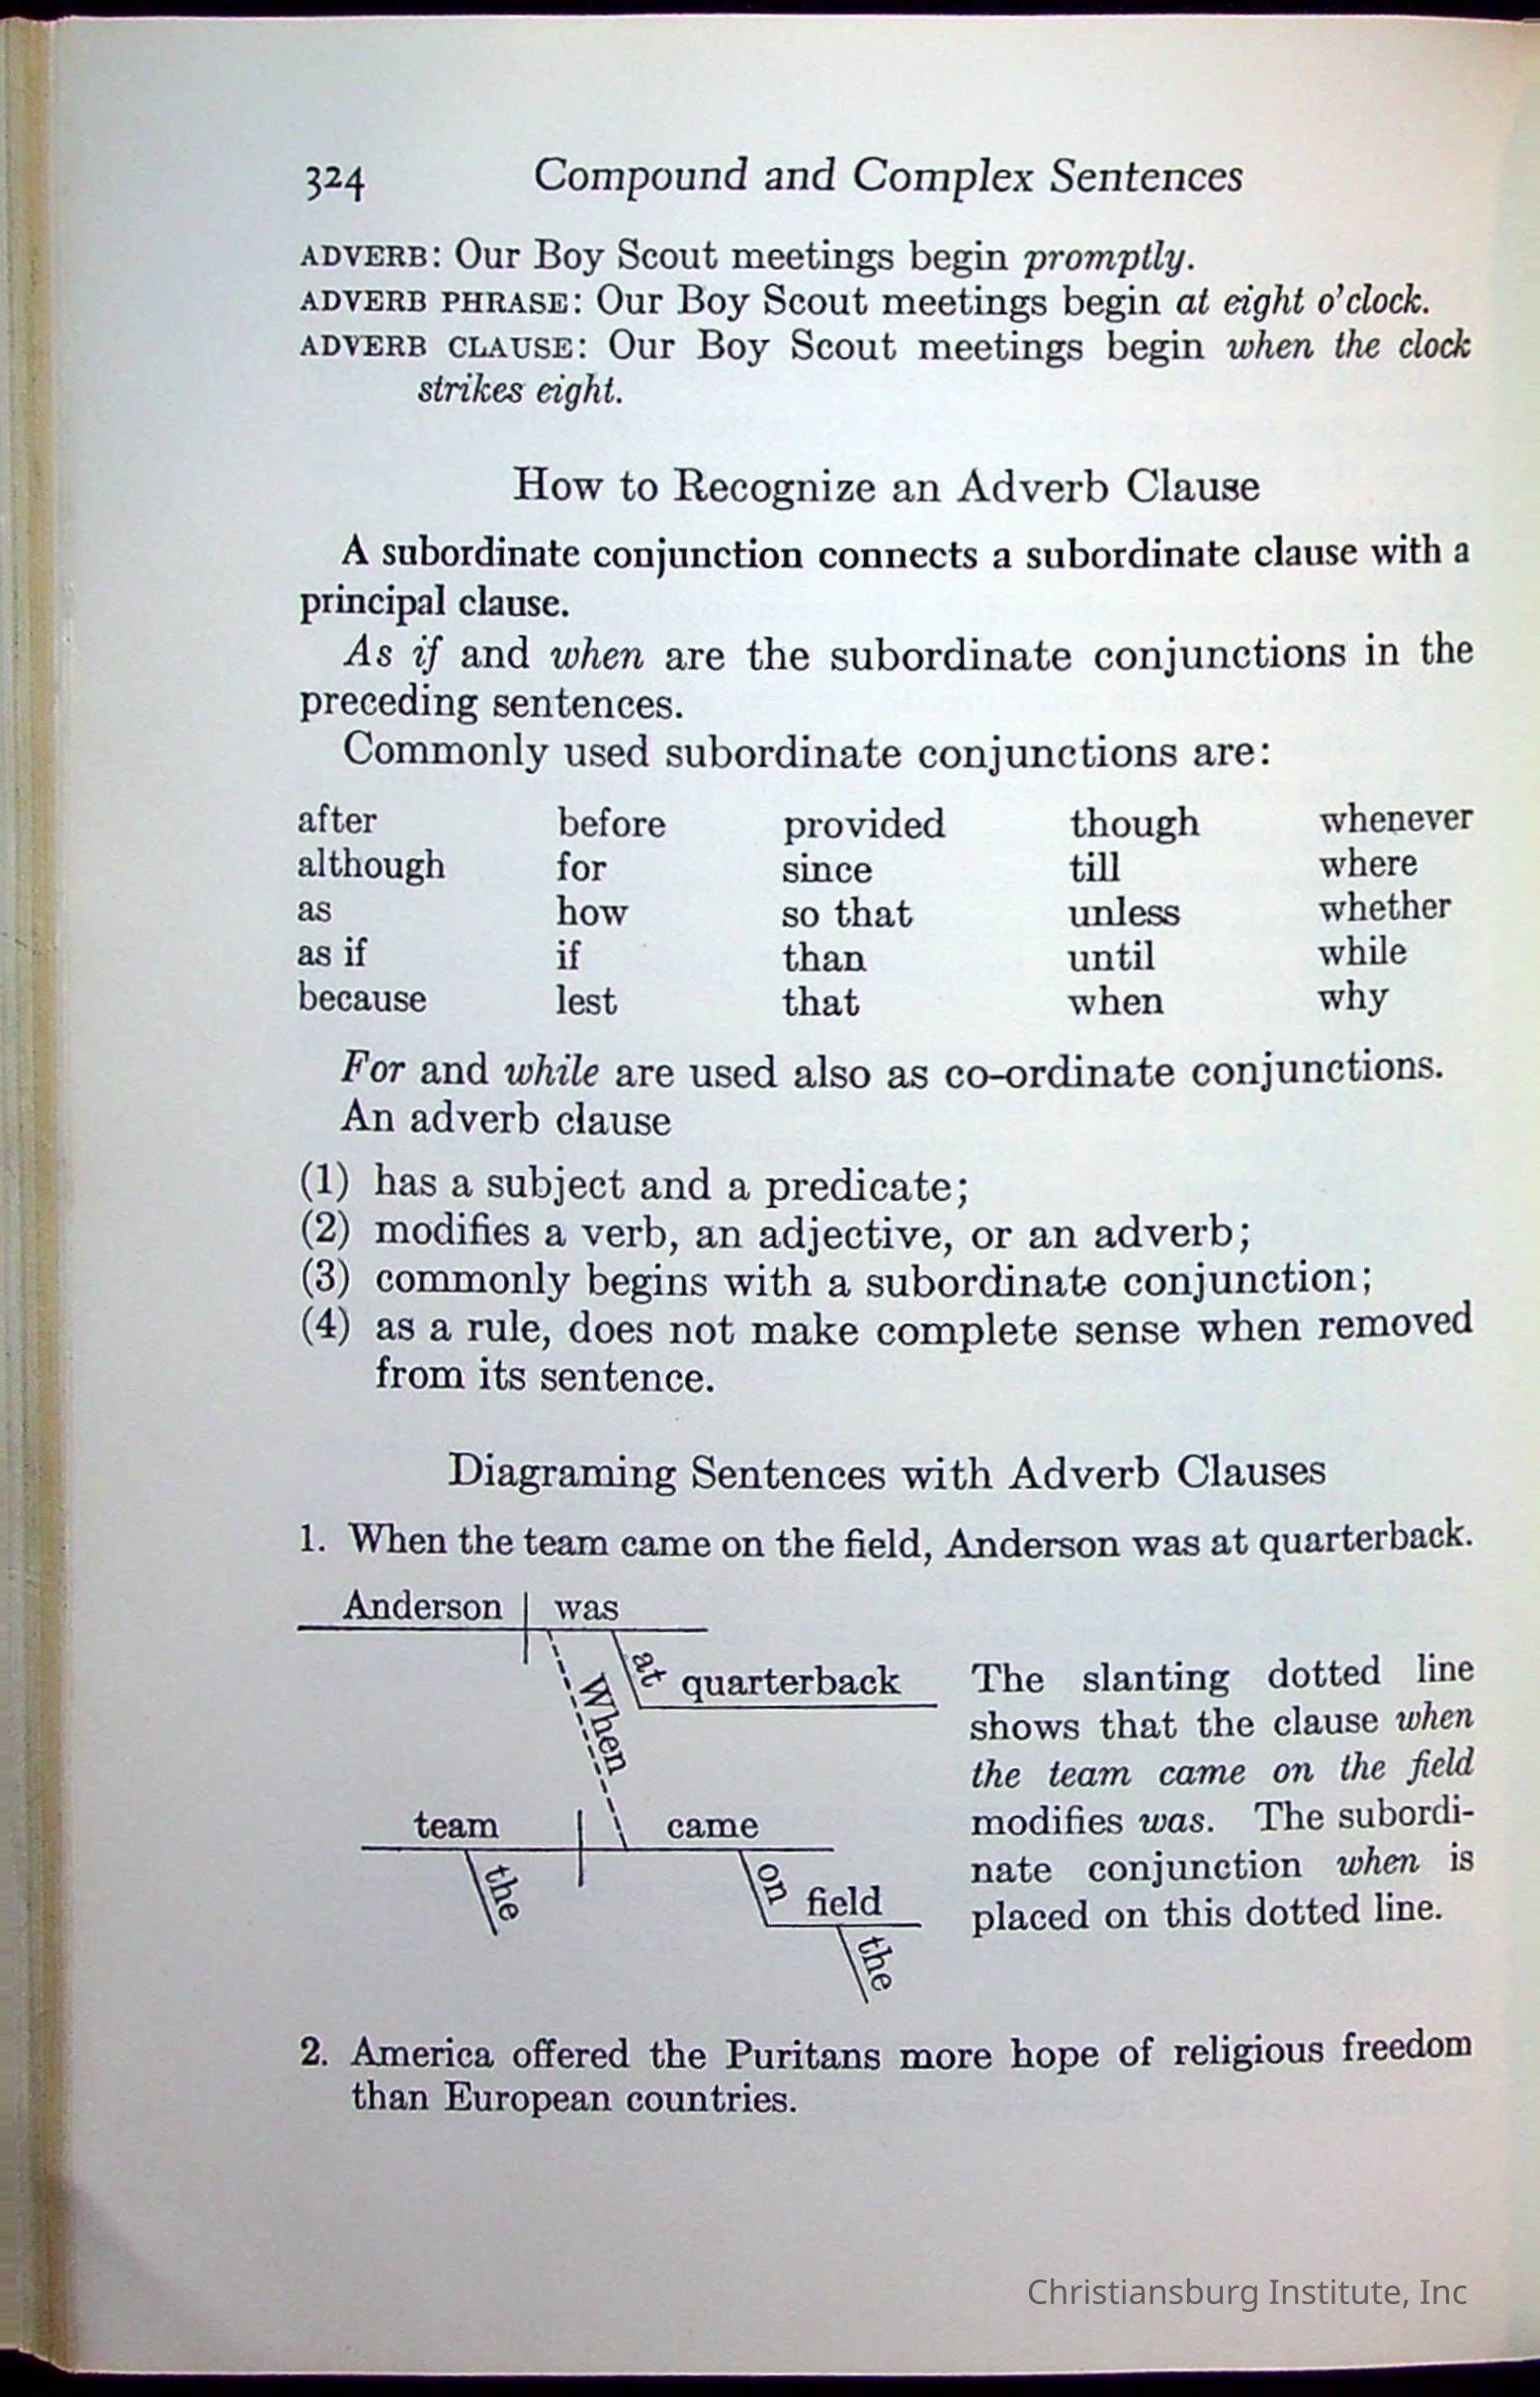 324 Compound and Complex Sentences
ADVERB: Our Boy Scout meetings begin promptly.
ADVERB PHRASE: Our Boy Scout meetings begin at eight o'clock.
ADVERB CLAUSE: Our Boy Scout meetings begin when the clock
strikes eight.
How to Recognize an Adverb Clause
A subordinate conjunction connects a subordinate clause with a
principal clause.
As if and when are the subordinate conjunctions in the
preceding sentences.
Commonly used subordinate conjunctions are:
after before provided though whenever
although for since till where
as how so that unless whether
as if if than until while
because lest that when why
For and while are used also as co-ordinate conjunctions.
An adverb clause
(1) has a subject and a predicate;
(2) modifies a verb, an adjective, or an adverb;
(3) commonly begins with a subordinate conjunction;
(4) as a rule, does not make complete sense when removed
from its sentence.
Diagraming Sentences with Adverb Clauses
1. When the team came on the field, Anderson was at quarterback.
Anderson was
at quarterback
When
team came
the
on field
the
The slanting dotted line
shows that the clause when
the team came on the field
modifies was. The subordi-
nate conjunction when is
placed on this dotted line.
2. America offered the Puritans more hope of religious freedom
than European countries.
Christiansburg Institute, Inc